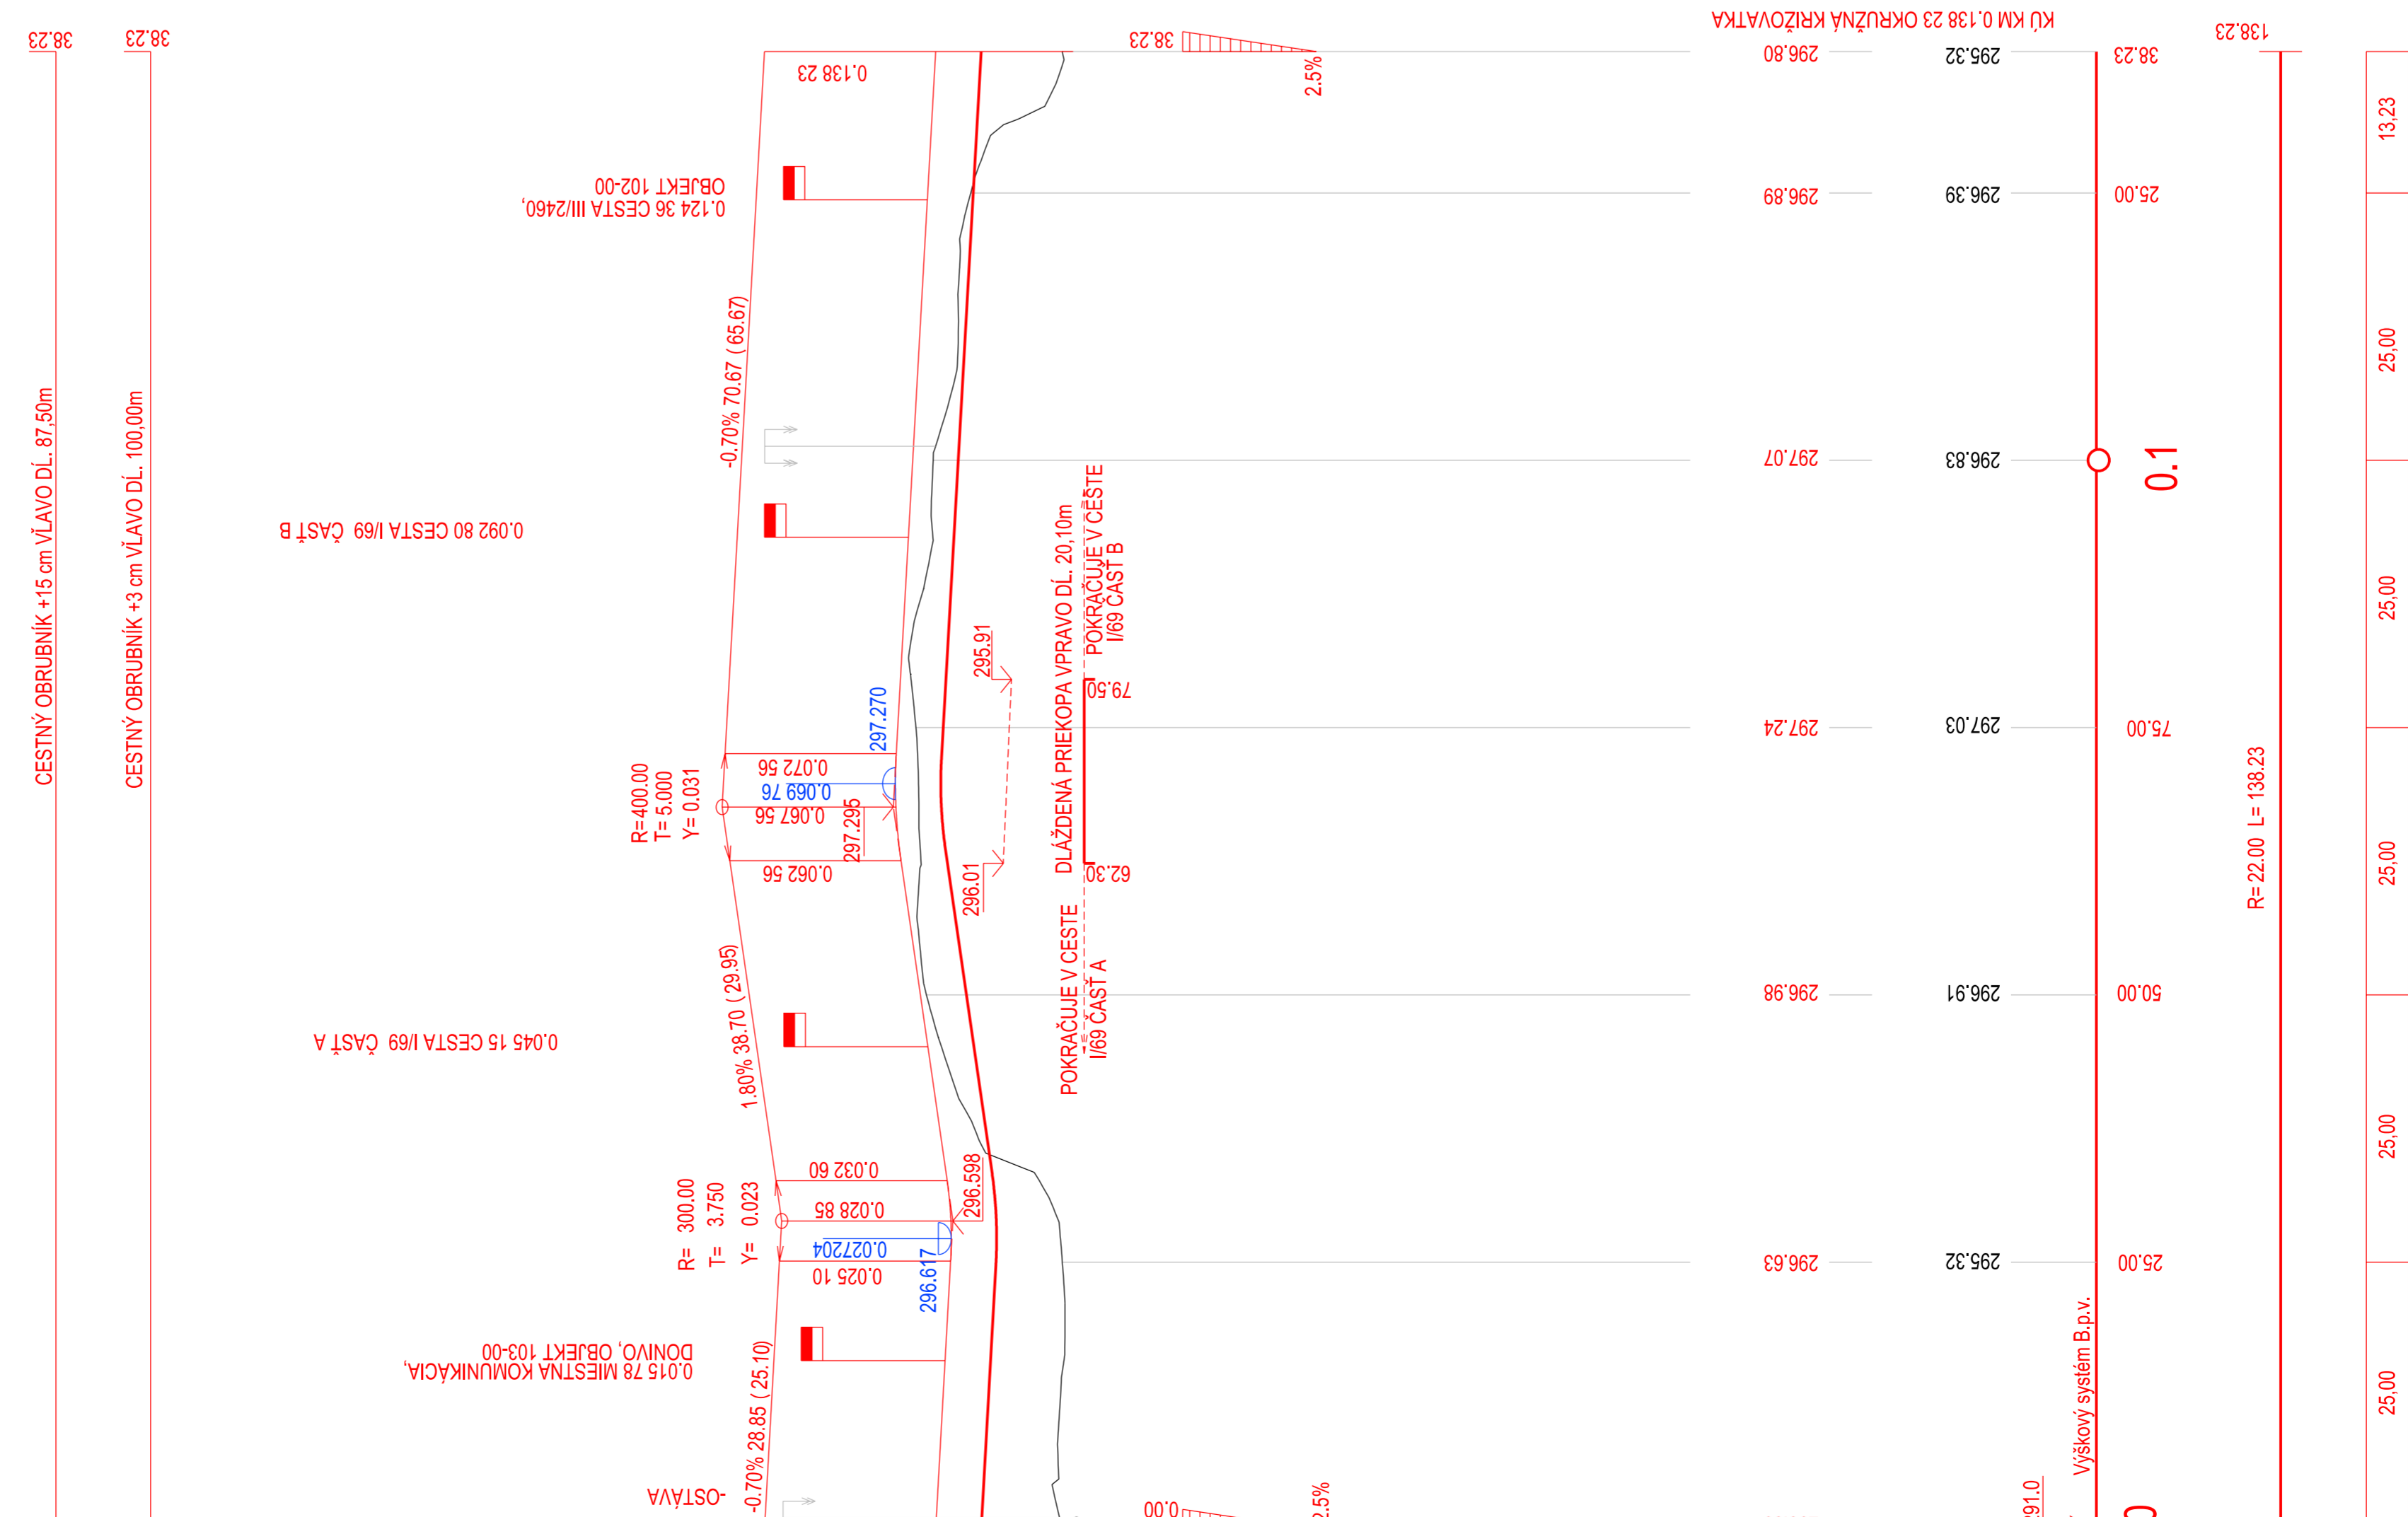 CESTNÝ OBRUBNÍK +15 cm VĽAVO DĹ. 87,50m
38.23
CESTNÝ OBRUBNÍK +3 cm VĽAVO DĹ. 100,00m
38.23
0.092 80 CESTA I/69 ČASŤ B
0.045 15 CESTA I/69 ČASŤ A
0.124 36 CESTA III/2460,
OBJEKT 102-00
0.015 78 MIESTNA KOMUNIKÁCIA,
DONIVO, OBJEKT 103-00
-OSTÁVA
-0.70% 28.85 ( 25.10)
1.80% 38.70 ( 29.95)
-0.70% 70.67 ( 65.67)
R= 300.00
T= 3.750
Y= 0.023
R=400.00
T= 5.000
Y= 0.031
0.025 10
0.027204
0.028 85
0.032 60
296.617
296.598
0.062 56
0.067 56
0.069 76
0.072 56
297.295
297.270
0.138 23
296.01
295.91
POKRAČUJE V CESTE
I/69 ČASŤ A
DLÁŽDENÁ PRIEKOPA VPRAVO DĹ. 20,10m
POKRAČUJE V CESTE
I/69 ČASŤ B
62.30
79.50
0.00
2.5%
38.23
2.5%
296.63
296.98
297.24
297.07
296.89
296.80
295.32
296.91
297.03
296.83
296.39
295.32
KÚ KM 0.138 23 OKRUŽNÁ KRIŽOVATKA
Výškový systém B.p.v.
25.00
50.00
75.00
0.1
25.00
38.23
R= 22.00 L= 138.23
138.23
25,00
25,00
25,00
25,00
25,00
13,23